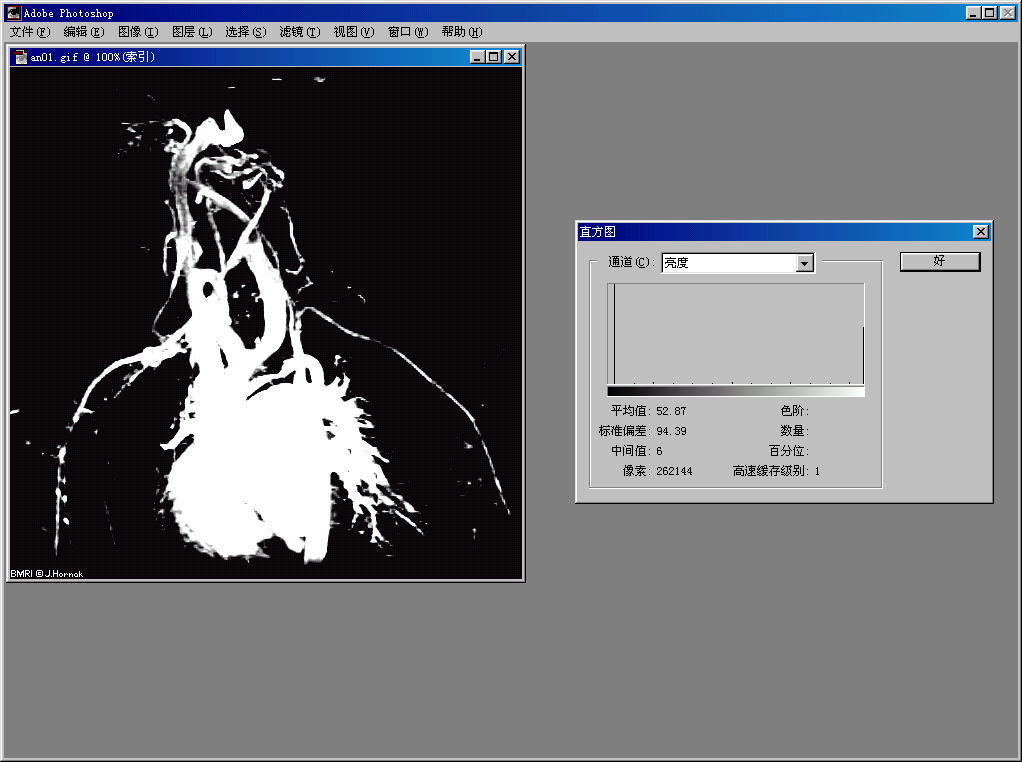 Adobe Photoshop
文件(F) 编辑(E) 图像(I) 图层(L) 选择(S) 滤镜(T) 视图(V) 窗口(W) 帮助(H)
an01.gif @ 100%(索引)
BMRI © J.Hornak
直方图
通道(C): 亮度
好
平均值: 52.87 色阶:
标准偏差: 94.39 数量:
中间值: 6 百分位:
像素: 262144 高速缓存级别: 1